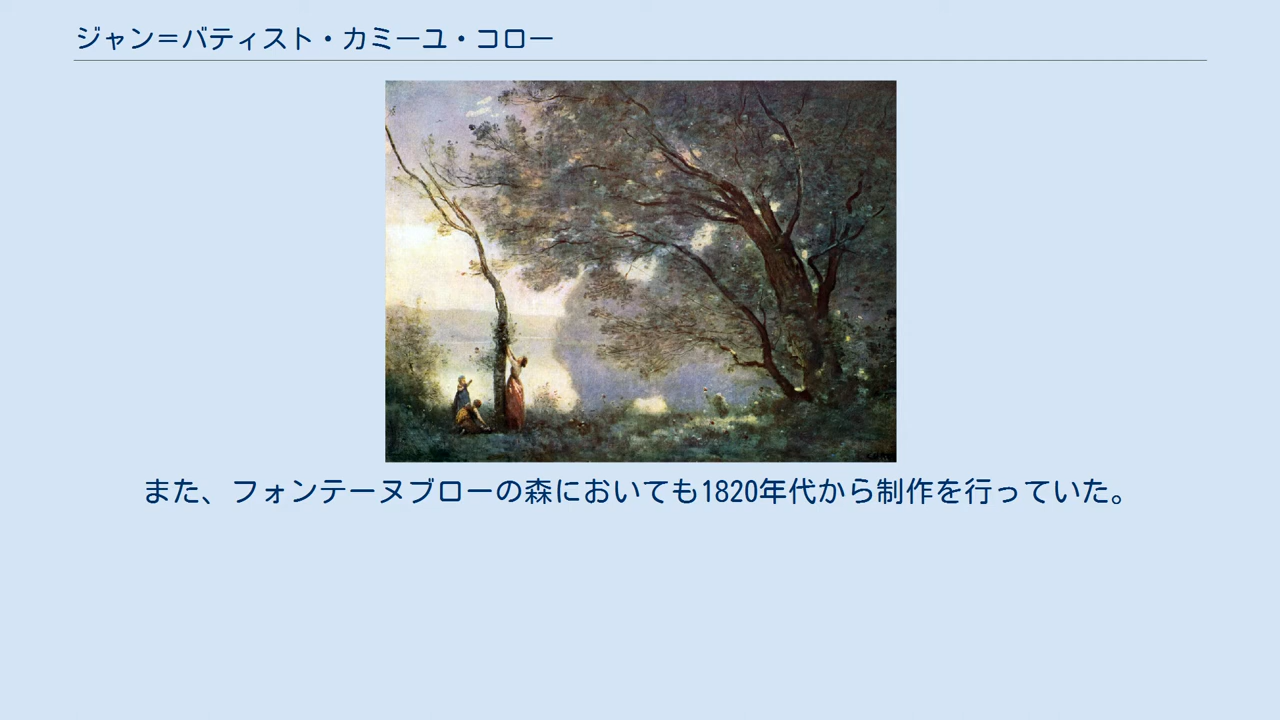 ジャン＝バティスト・カミーユ・コロー
また、フォンテーヌブローの森においても1820年代から制作を行っていた。